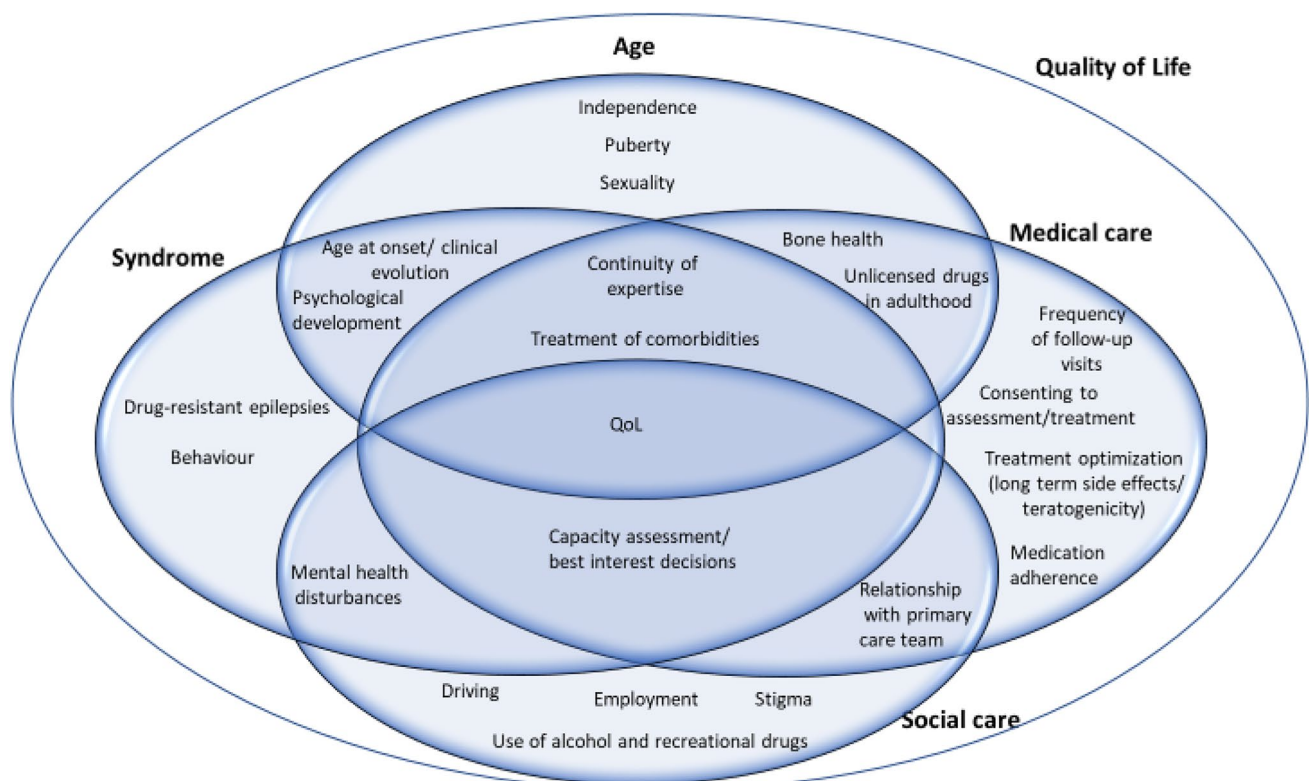 Age
Quality of Life
Independence
Puberty
Sexuality
Syndrome
Medical care
Age at onset/ clinical
evolution
Psychological
development
Continuity of
expertise
Treatment of comorbidities
Bone health
Unlicensed drugs
in adulthood
Frequency
of follow-up
visits
Consenting to
assessment/treatment
Treatment optimization
(long term side effects/
teratogenicity)
Medication
adherence
Drug-resistant epilepsies
Behaviour
QoL
Capacity assessment/
best interest decisions
Mental health
disturbances
Relationship
with primary
care team
Driving
Employment
Stigma
Social care
Use of alcohol and recreational drugs